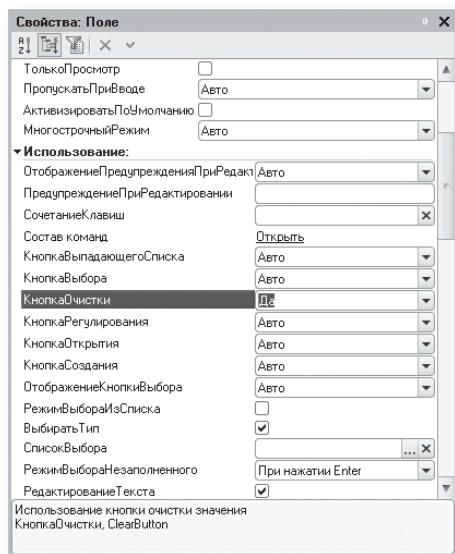 Свойства: Поле
ТолькоПросмотр
ПропускатьПриВводе Авто
АктивизироватьПоУмолчанию
МногострочныйРежим Авто
Использование:
ОтображениеПредупрежденияПриРедакт Авто
ПредупреждениеПриРедактировании
СочетаниеКлавиш
Состав команд Открыть
КнопкаВыпадающегоСписка Авто
КнопкаВыбора Авто
КнопкаОчистки Да
КнопкаРегулирования Авто
КнопкаОткрытия Авто
КнопкаСоздания Авто
ОтображениеКнопкиВыбора Авто
РежимВыбораИзСписка
ВыбиратьТип
СписокВыбора ...
РежимВыбораНезаполненного При нажатии Enter
РедактированиеТекста
Использование кнопки очистки значения
КнопкаОчистки, ClearButton